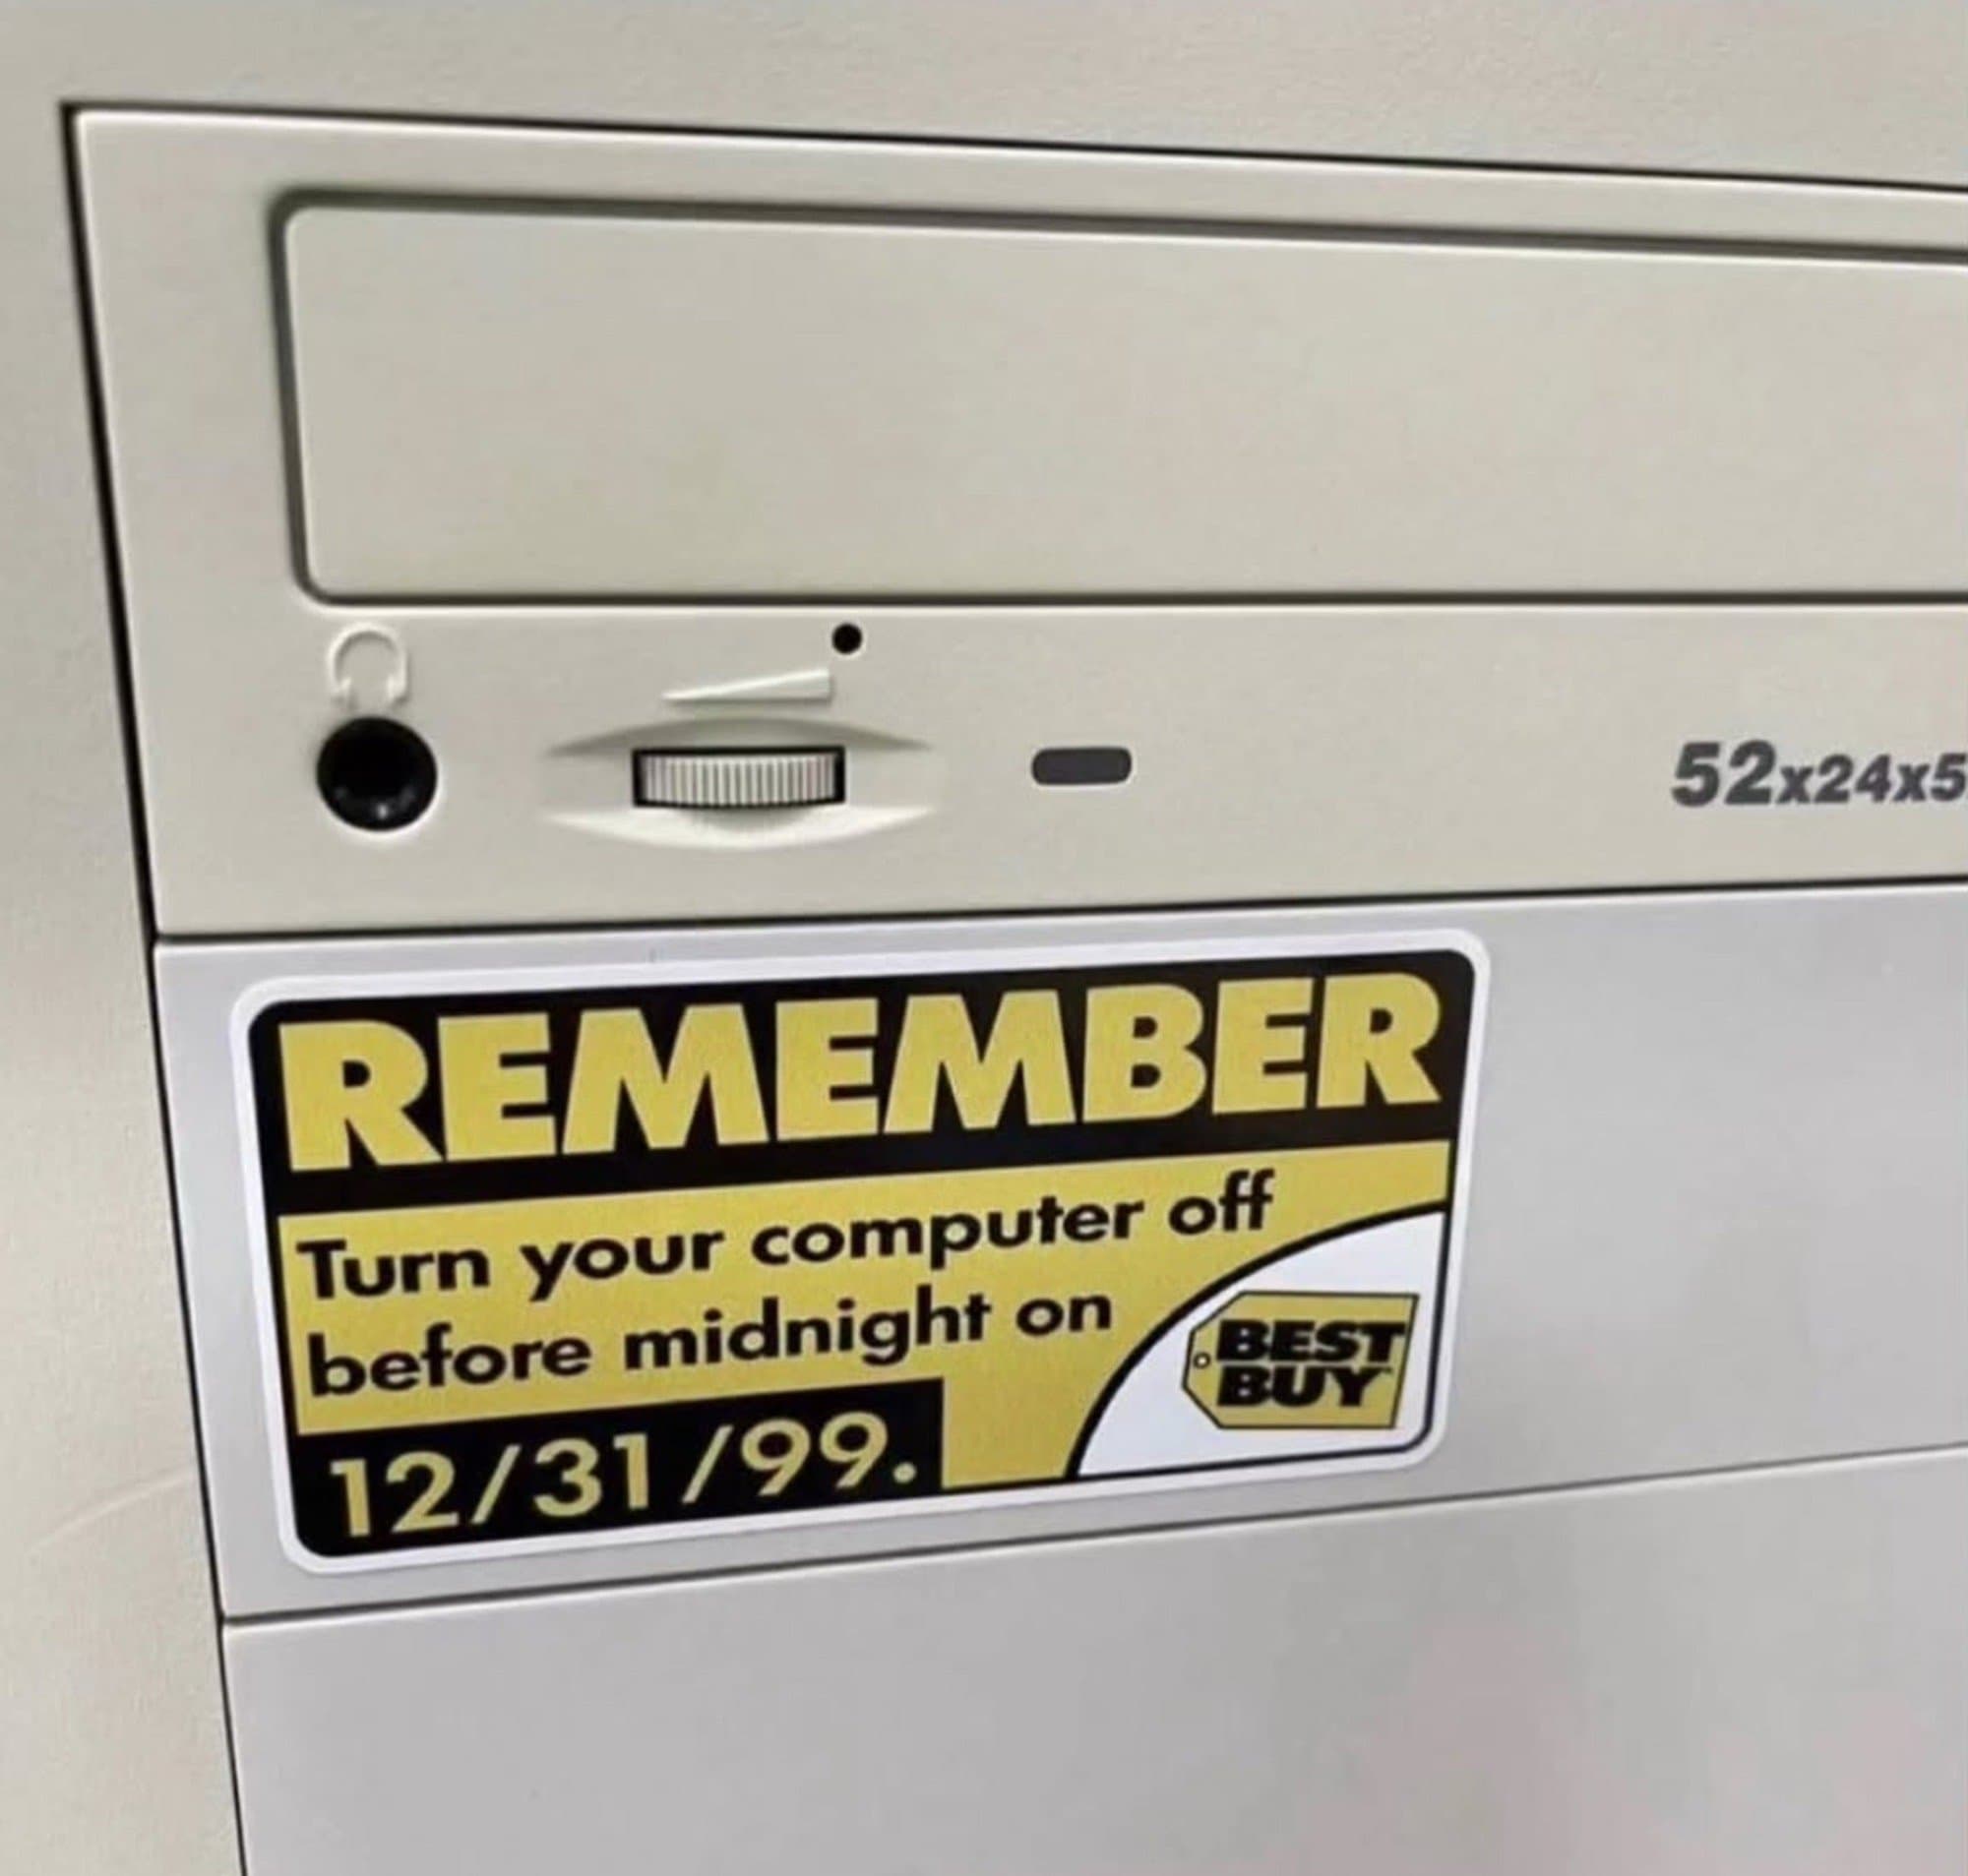 52x24x5
REMEMBER
Turn your computer off
before midnight on
12/31/99.
BEST
BUY